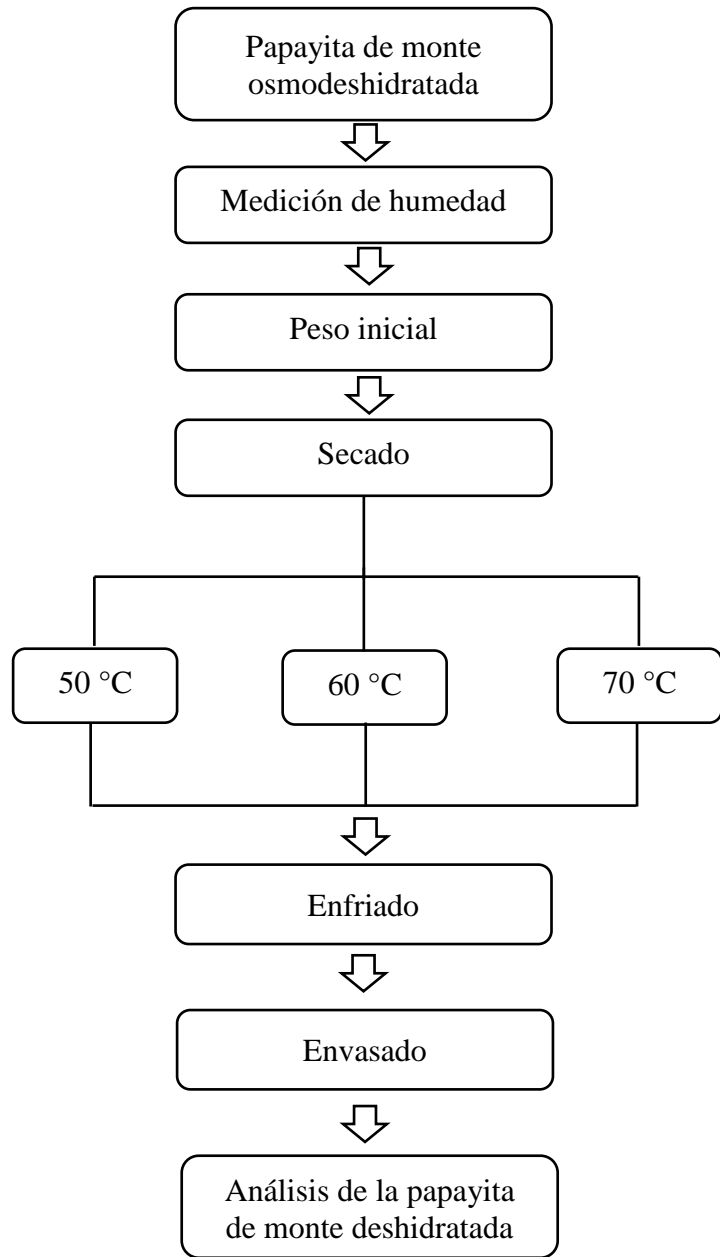 Papayita de monte
osmodeshidratada
Medición de humedad
Peso inicial
Secado
50 °C
60 °C
70 °C
Enfriado
Envasado
Análisis de la papayita
de monte deshidratada